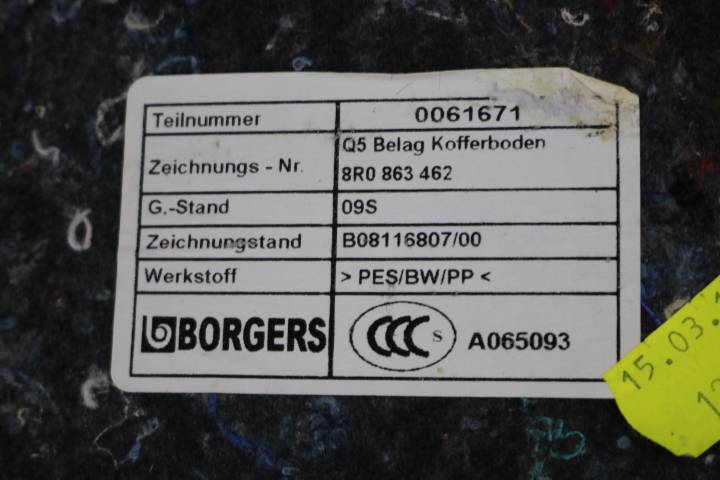 Teilnummer 0061671
Zeichnungs - Nr. Q5 Belag Kofferboden
8R0 863 462
G.-Stand 09S
Zeichnungstand B08116807/00
Werkstoff > PES/BW/PP <
BORGERS CCC S A065093
15.03.